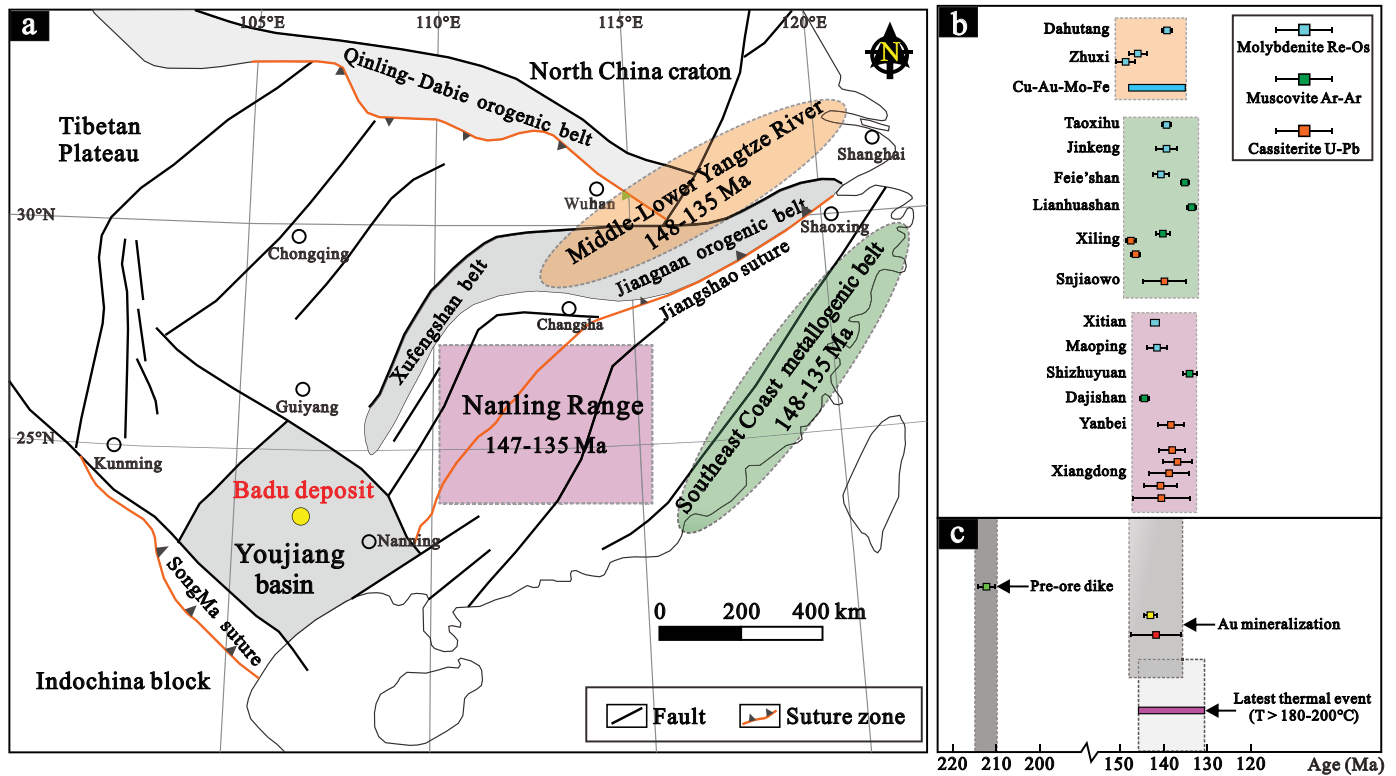 a
105°E
110°E
115°E
120°E
N
Qinling-Dabie orogenic belt
North China craton
Tibetan
Plateau
Middle-Lower Yangtze River
148-135 Ma
Shanghai
30°N
Wuhan
Chongqing
Jiangnan orogenic belt
Shaoxing
Jiangshao suture
Xufengshan belt
Changsha
Southeast Coast metallogenic belt
148-135 Ma
Guiyang
Nanling Range
147-135 Ma
25°N
Kunming
Badu deposit
Nanning
Youjiang
basin
SongMa suture
0 200 400 km
Indochina block
Fault
Suture zone
b
Dahutang
Zhuxi
Cu-Au-Mo-Fe
Taoxihu
Jinkeng
Feie'shan
Lianhuashan
Xiling
Snjiaowo
Xitian
Maoping
Shizhuyuan
Dajishan
Yanbei
Xiangdong
Molybdenite Re-Os
Muscovite Ar-Ar
Cassiterite U-Pb
c
Pre-ore dike
Au mineralization
Latest thermal event
(T > 180-200°C)
220 210 200 150 140 130 120 Age (Ma)